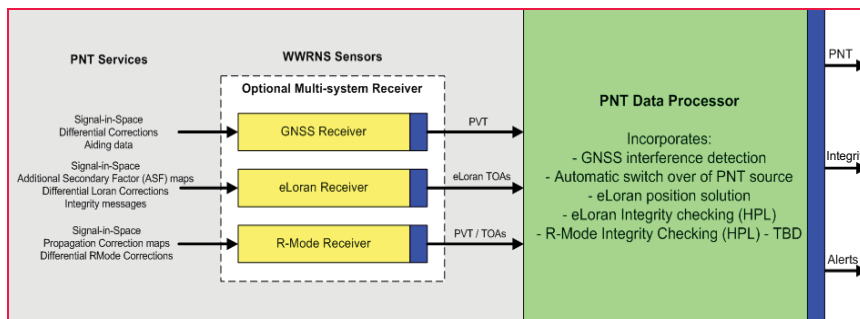 PNT Services
WWRNS Sensors
Optional Multi-system Receiver
Signal-in-Space
Differential Corrections
Aiding data
GNSS Receiver
PVT
Signal-in-Space
Additional Secondary Factor (ASF) maps
Differential Loran Corrections
Integrity messages
eLoran Receiver
eLoran TOAs
Signal-in-Space
Propagation Correction maps
Differential RMode Corrections
R-Mode Receiver
PVT / TOAs
PNT Data Processor
Incorporates:
- GNSS interference detection
- Automatic switch over of PNT source
- eLoran position solution
- eLoran Integrity checking (HPL)
- R-Mode Integrity Checking (HPL) - TBD
PNT
Integrit
Alerts